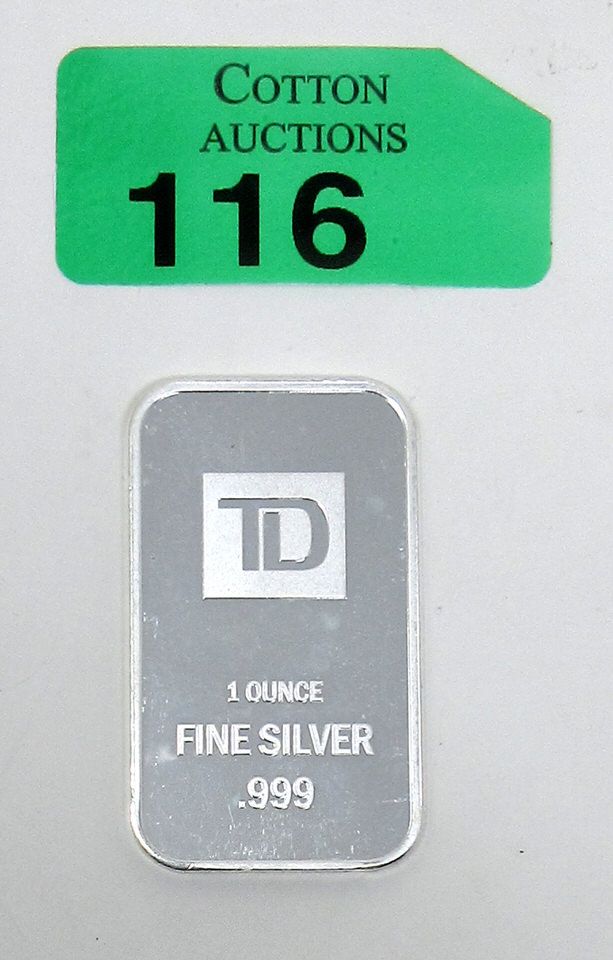 COTTON
AUCTIONS
116
TD
1 OUNCE
FINE SILVER
.999